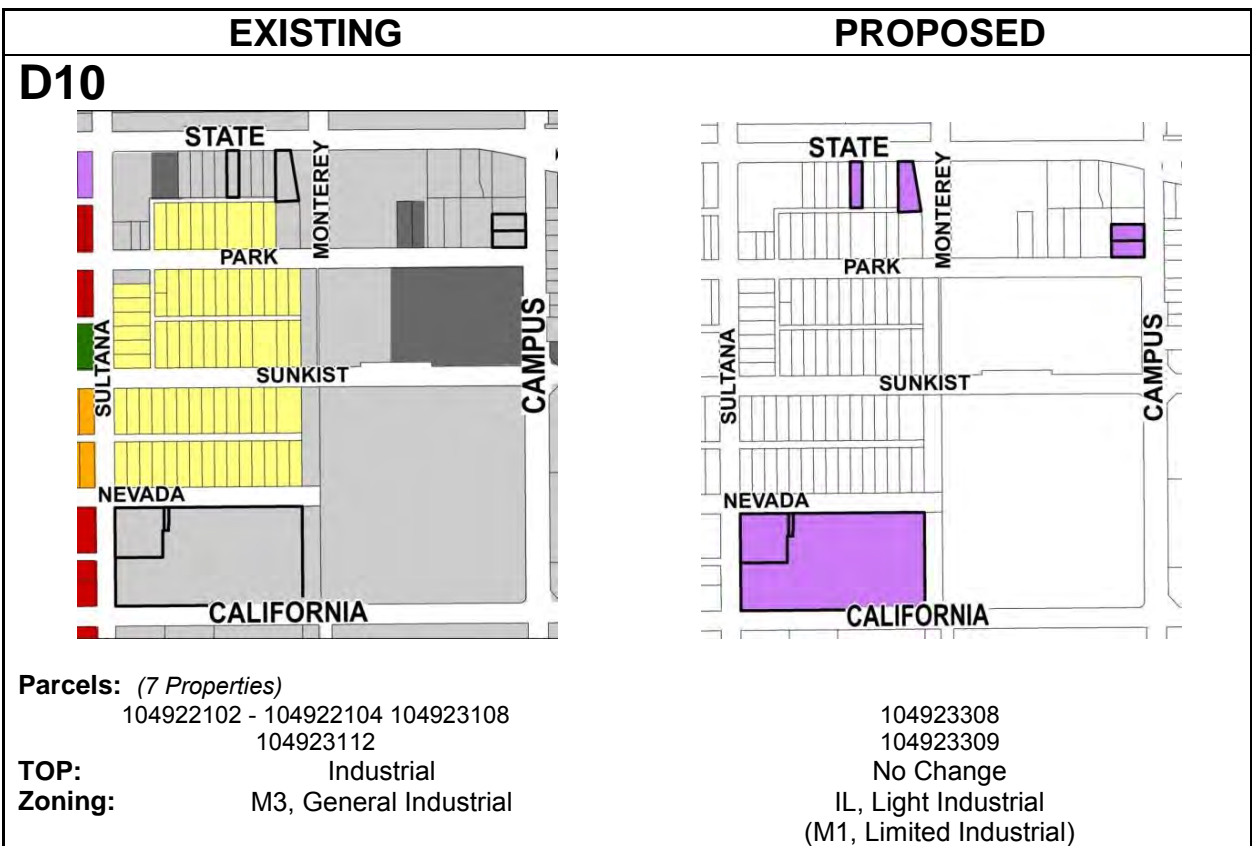 EXISTING PROPOSED
D10
STATE
MONTEREY
PARK
SULTANA
SUNKIST
CAMPUS
NEVADA
CALIFORNIA
STATE
MONTEREY
PARK
SULTANA
SUNKIST
CAMPUS
NEVADA
CALIFORNIA
Parcels: (7 Properties)
104922102 - 104922104 104923108 104923308
104923112 104923309
TOP: Industrial No Change
Zoning: M3, General Industrial IL, Light Industrial
(M1, Limited Industrial)